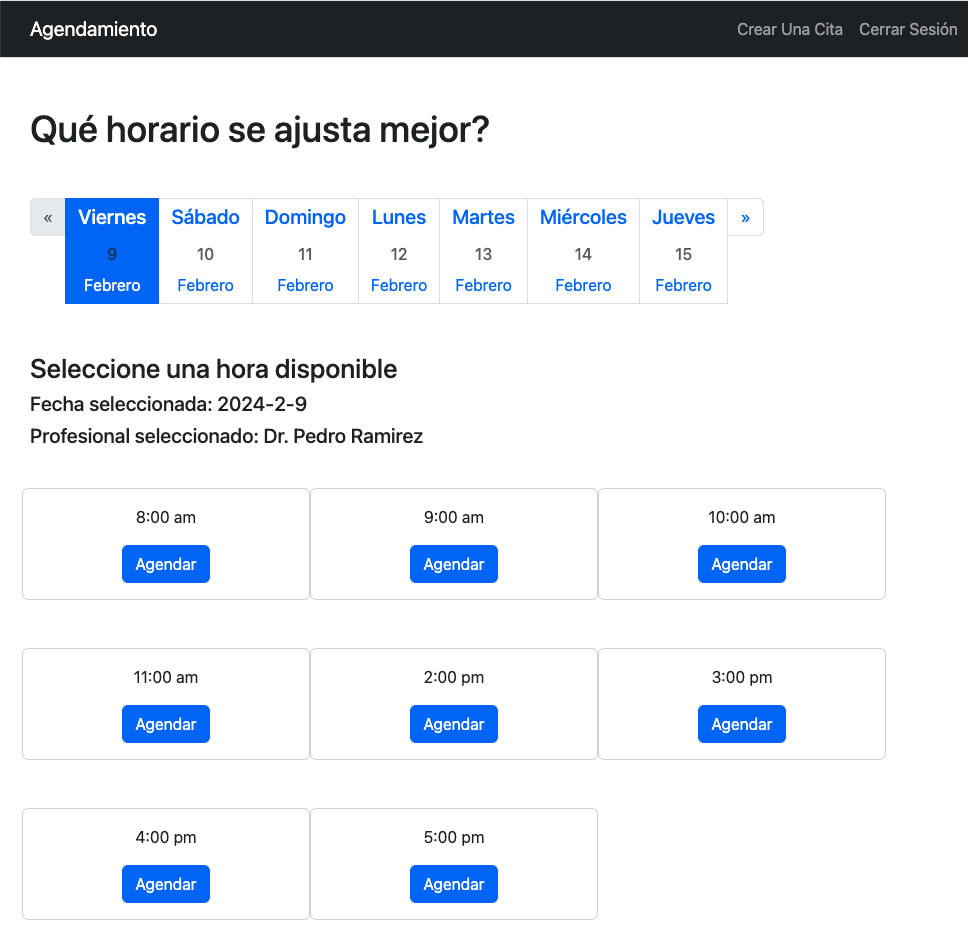 Agendamiento Crear Una Cita Cerrar Sesión
Qué horario se ajusta mejor?
« Viernes Sábado Domingo Lunes Martes Miércoles Jueves »
9 10 11 12 13 14 15
Febrero Febrero Febrero Febrero Febrero Febrero Febrero
Seleccione una hora disponible
Fecha seleccionada: 2024-2-9
Profesional seleccionado: Dr. Pedro Ramirez
8:00 am 9:00 am 10:00 am
Agendar Agendar Agendar
11:00 am 2:00 pm 3:00 pm
Agendar Agendar Agendar
4:00 pm 5:00 pm
Agendar Agendar